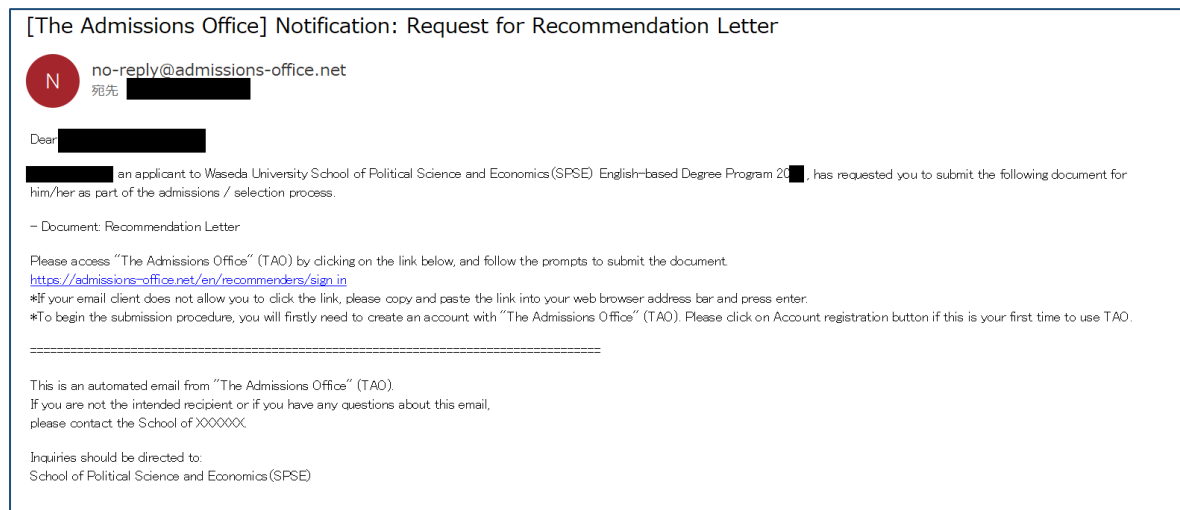 [The Admissions Office] Notification: Request for Recommendation Letter
N
no-reply@admissions-office.net
宛先
Dear
an applicant to Waseda University School of Political Science and Economics(SPSE) English-based Degree Program 20 , has requested you to submit the following document for
him/her as part of the admissions / selection process.
- Document: Recommendation Letter
Please access "The Admissions Office" (TAO) by clicking on the link below, and follow the prompts to submit the document.
https://admissions-office.net/en/recommenders/sign in
*If your email client does not allow you to click the link, please copy and paste the link into your web browser address bar and press enter.
*To begin the submission procedure, you will firstly need to create an account with "The Admissions Office" (TAO). Please click on Account registration button if this is your first time to use TAO.
=====================================================================================
This is an automated email from "The Admissions Office" (TAO).
If you are not the intended recipient or if you have any questions about this email,
please contact the School of XXXXXX.
Inquiries should be directed to:
School of Political Science and Economics(SPSE)